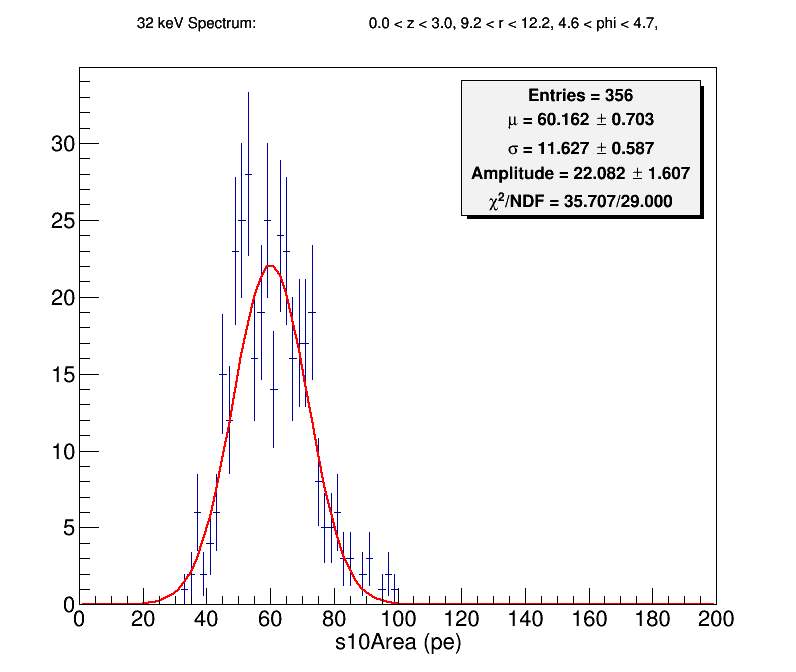 32 keV Spectrum: 0.0 < z < 3.0, 9.2 < r < 12.2, 4.6 < phi < 4.7,
Entries = 356
μ = 60.162 ± 0.703
σ = 11.627 ± 0.587
Amplitude = 22.082 ± 1.607
χ²/NDF = 35.707/29.000
30
25
20
15
10
5
0
0 20 40 60 80 100 120 140 160 180 200
s10Area (pe)